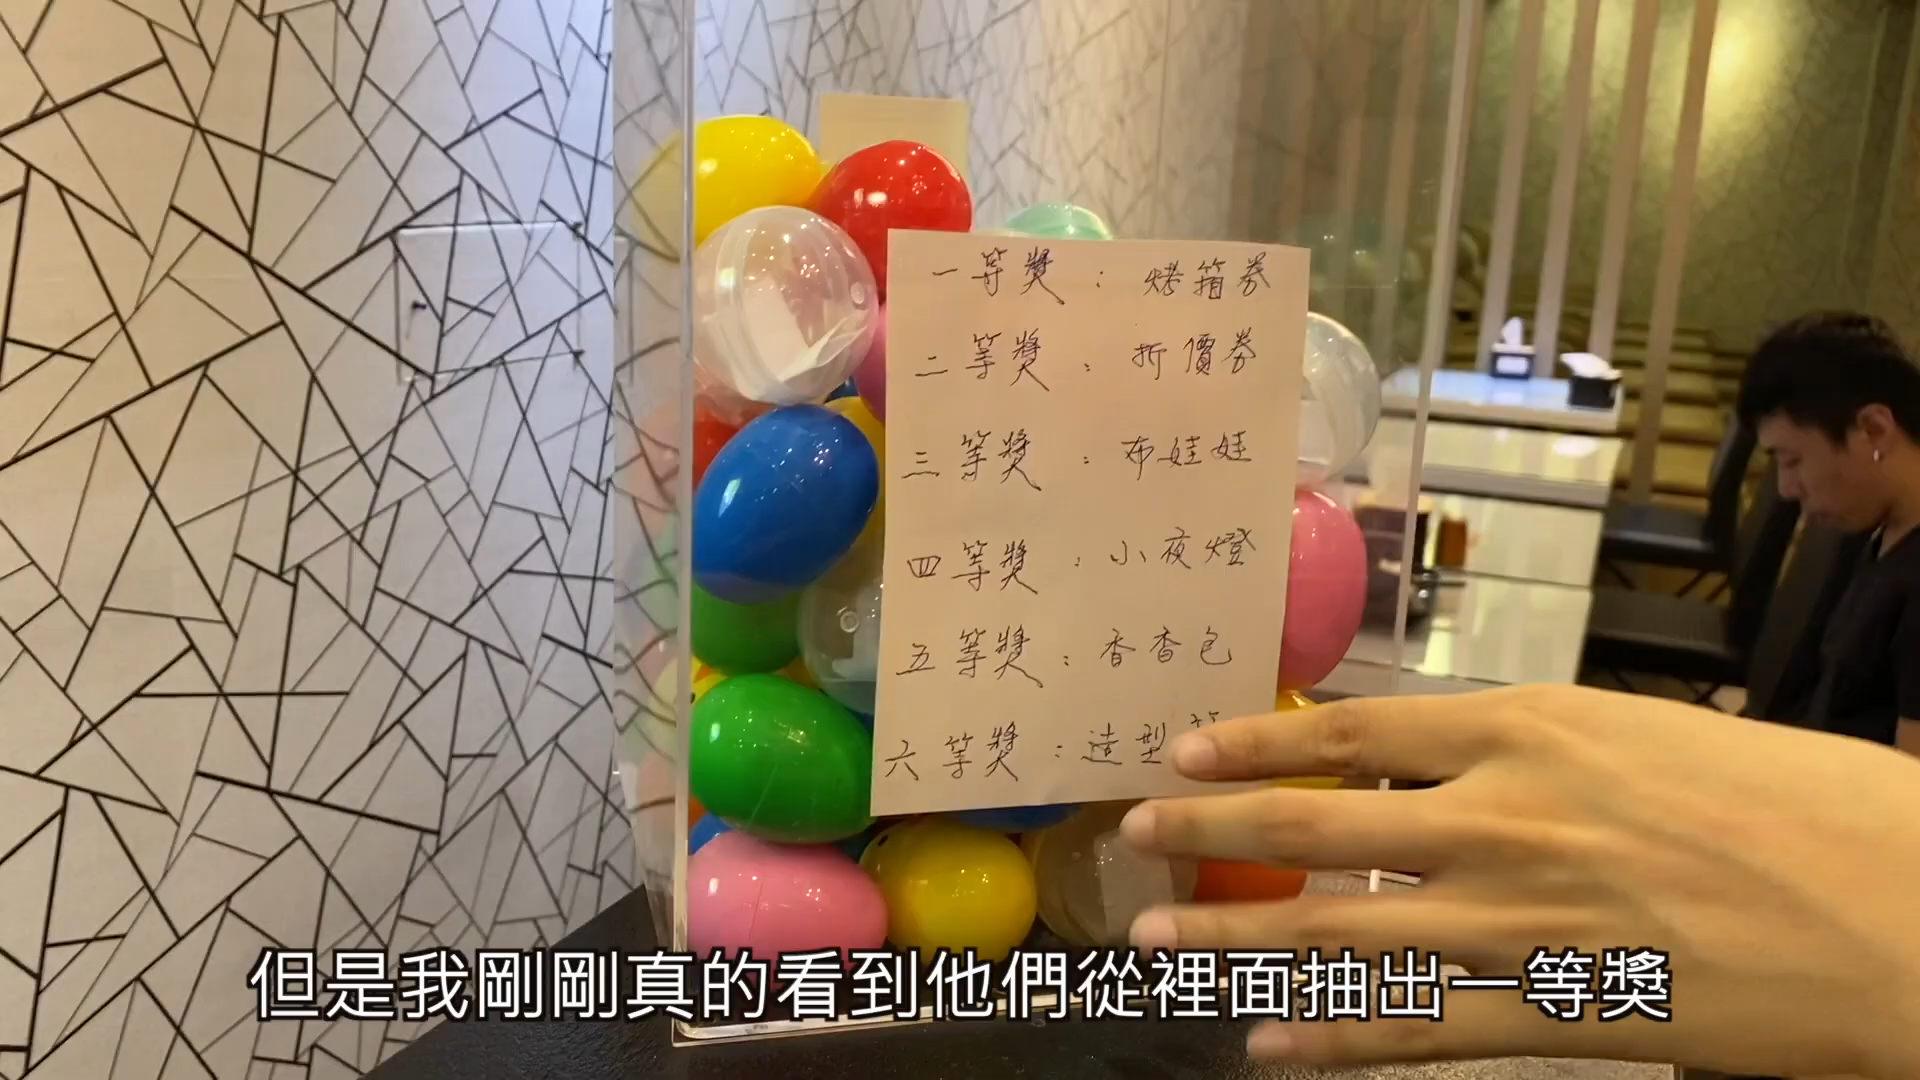 一等獎：烤箱券
二等獎：折價券
三等獎：布娃娃
四等獎：小夜燈
五等獎：香香包
六等獎：造型
但是我剛剛真的看到他們從裡面抽出一等獎